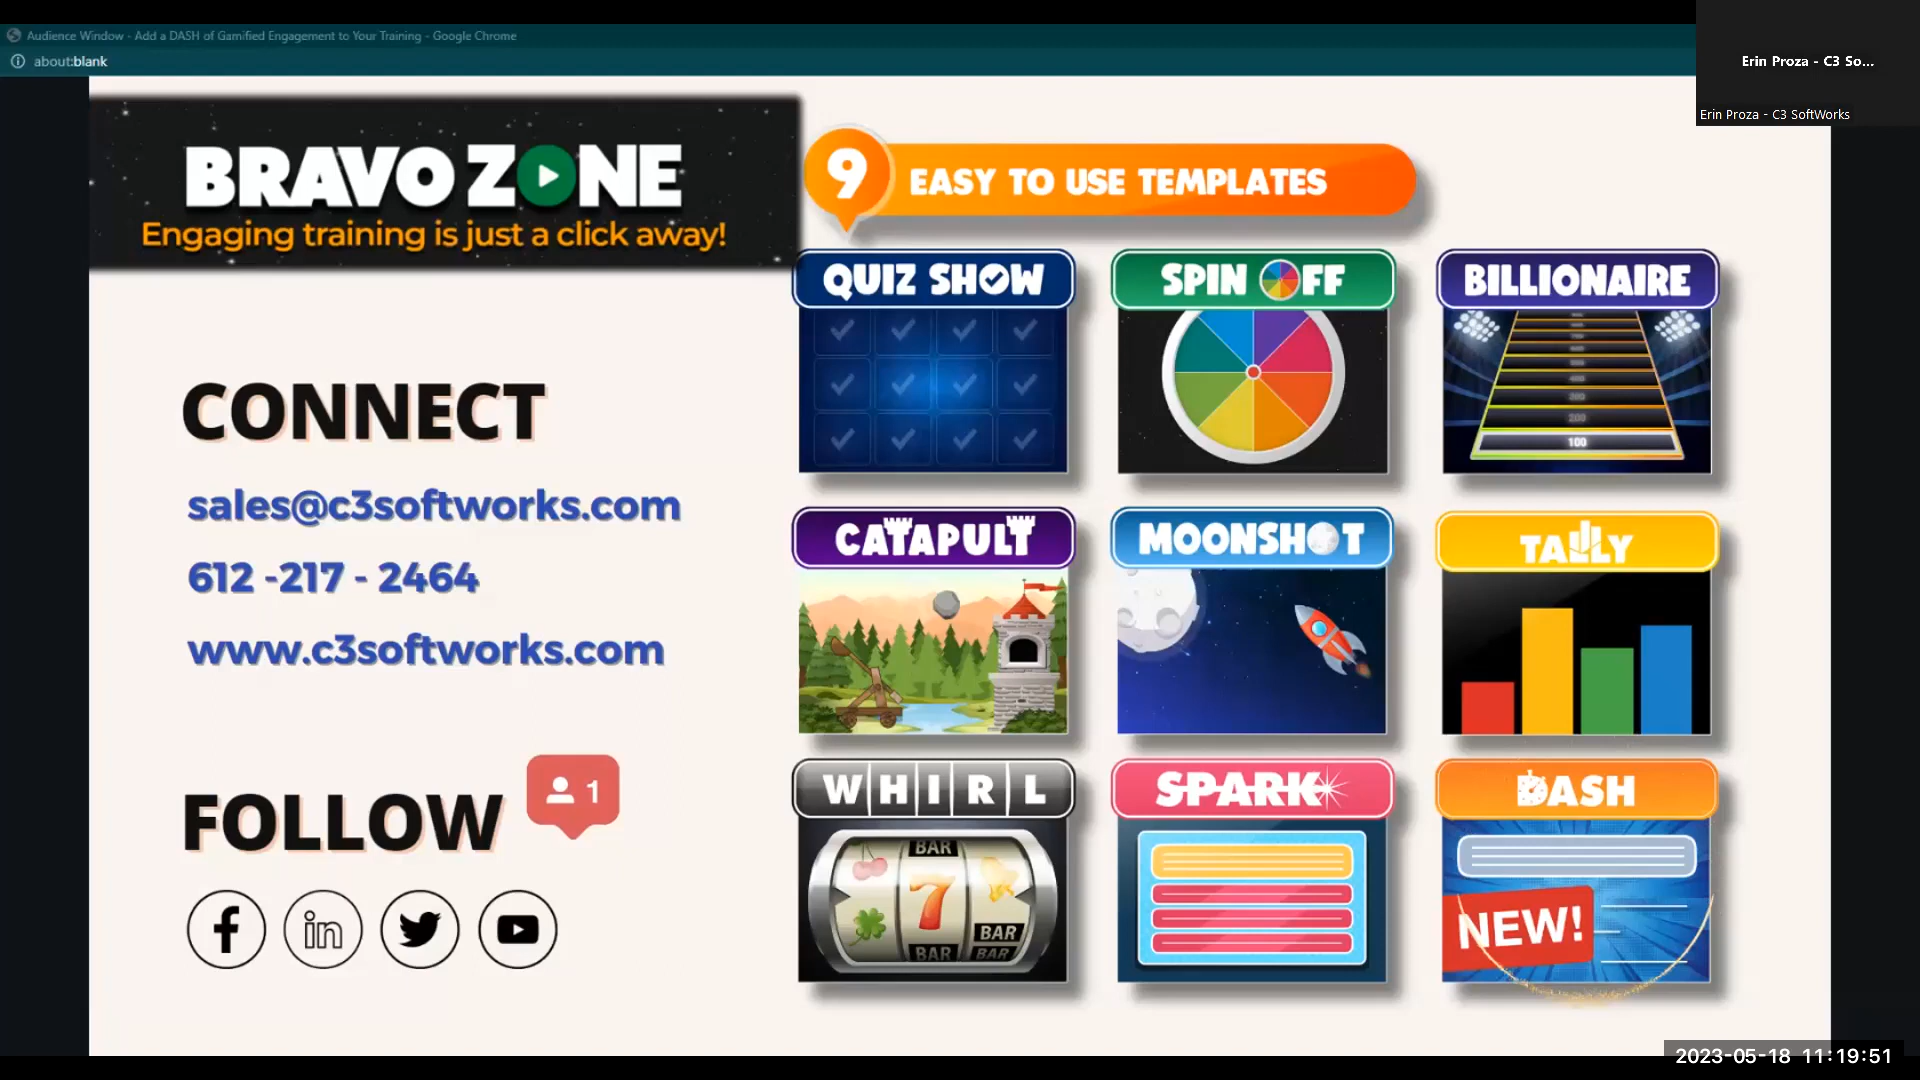 Audience Window - Add a DASH of Gamified Engagement to Your Training - Google Chrome
about:blank
Erin Proza - C3 So...
Erin Proza - C3 SoftWorks
BRAVO ZONE
Engaging training is just a click away!
9 EASY TO USE TEMPLATES
QUIZ SHOW
SPIN OFF
BILLIONAIRE
200
100
CONNECT
sales@c3softworks.com
612 -217 - 2464
www.c3softworks.com
CATAPULT
MOONSHOT
TALLY
FOLLOW
1
WHIRL
BAR
7
BAR
BAR
BAR
SPARK
DASH
NEW!
2023-05-18 11:19:51